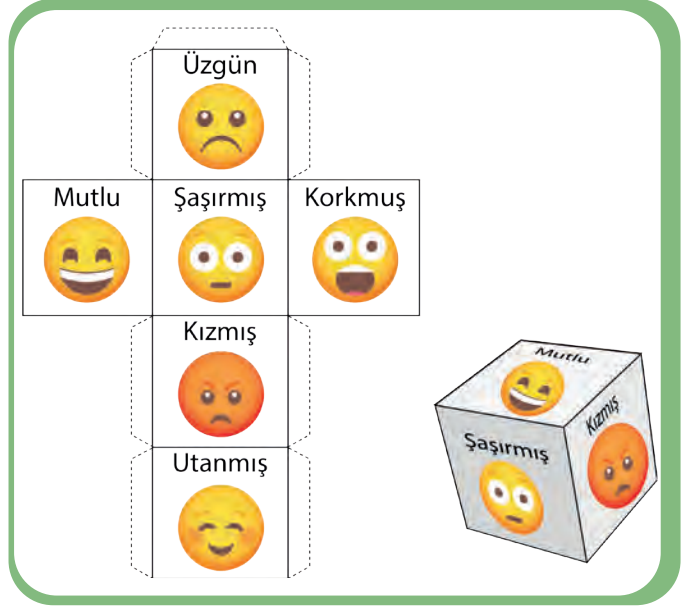 Üzgün
Mutlu
Şaşırmış
Korkmuş
Kızmış
Utanmış
Mutlu
Şaşırmış
Kızmış